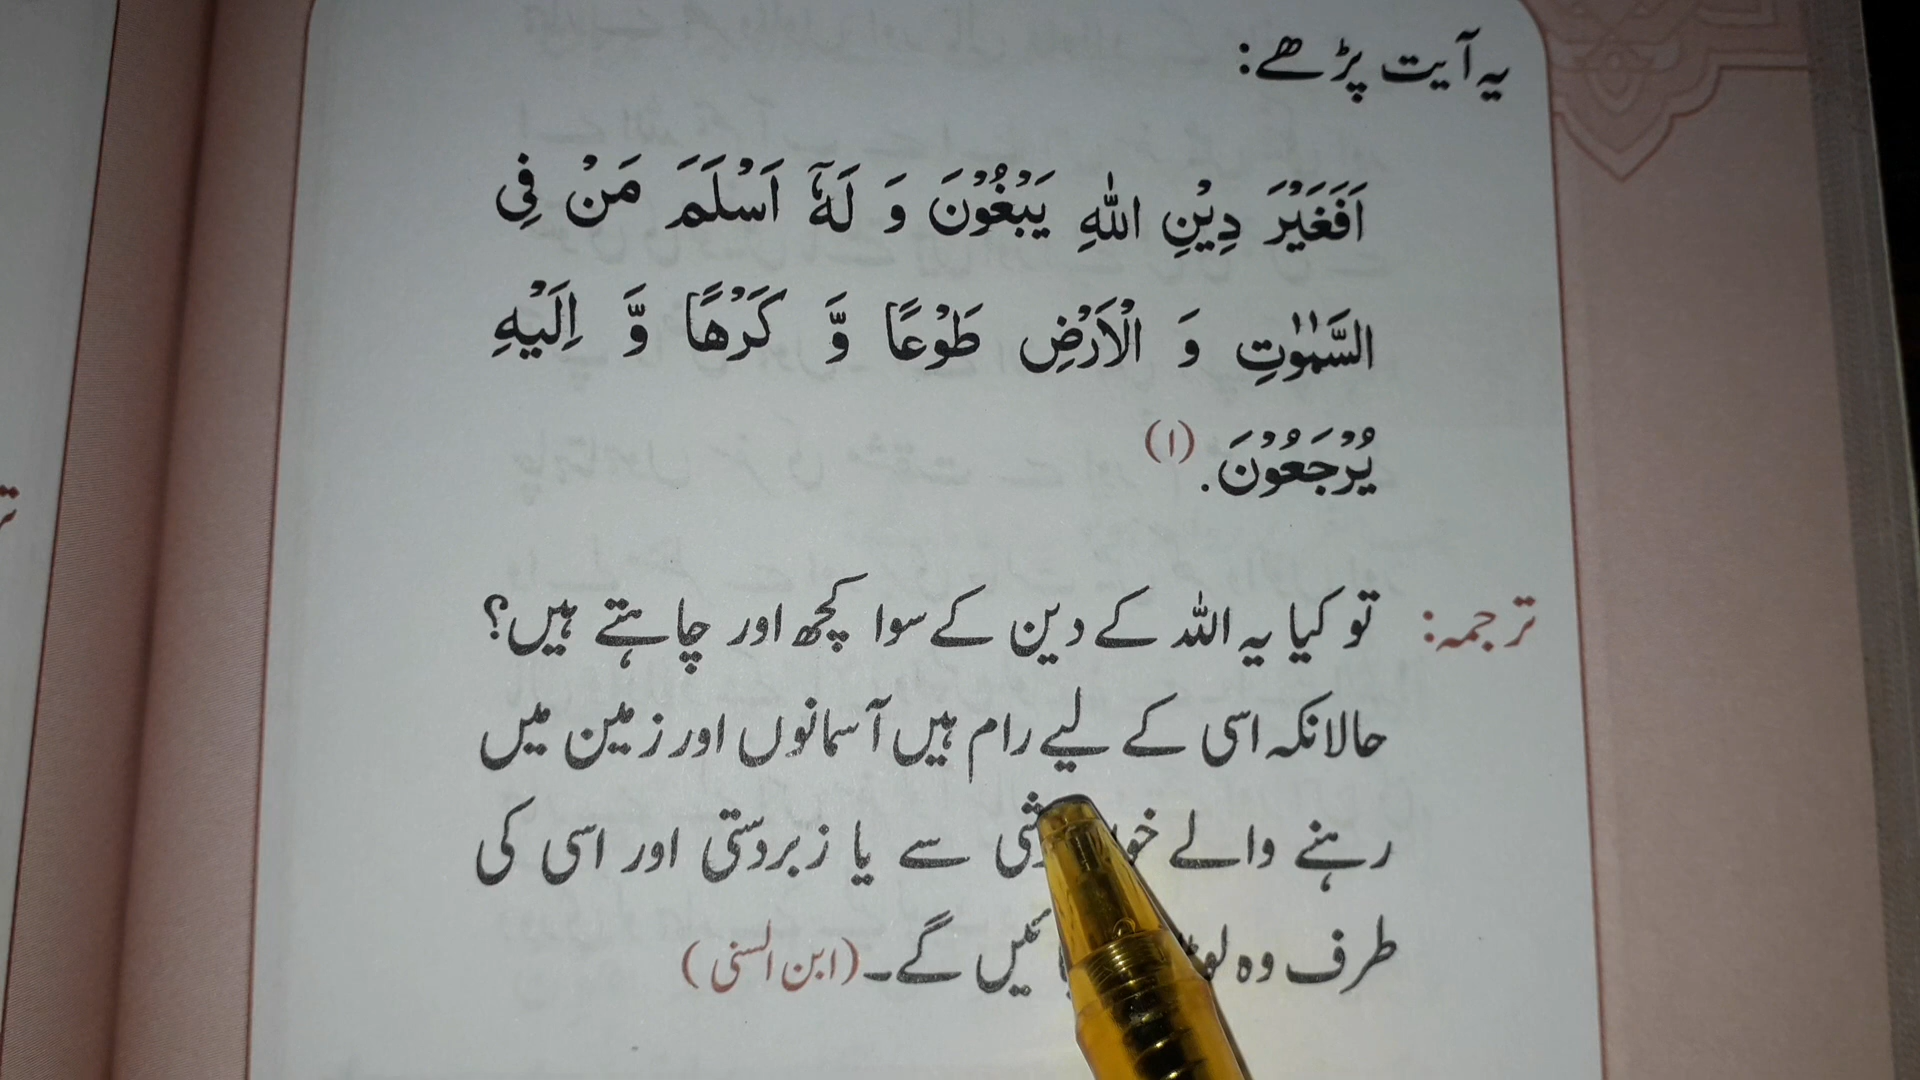 یہ آیت پڑھے:
اَفَغَيْرَ دِيْنِ اللّٰهِ يَبْغُوْنَ وَ لَهٗٓ اَسْلَمَ مَنْ فِى
السَّمٰوٰتِ وَ الْاَرْضِ طَوْعًا وَّ كَرْهًا وَّ اِلَيْهِ
يُرْجَعُوْنَ. (۱)
ترجمہ: تو کیا یہ اللہ کے دین کے سوا کچھ اور چاہتے ہیں؟
حالانکہ اسی کے لیے رام ہیں آسمانوں اور زمین میں
رہنے والے سے یا زبردستی اور اسی کی
طرف وہ گے۔ (ابن السنی)